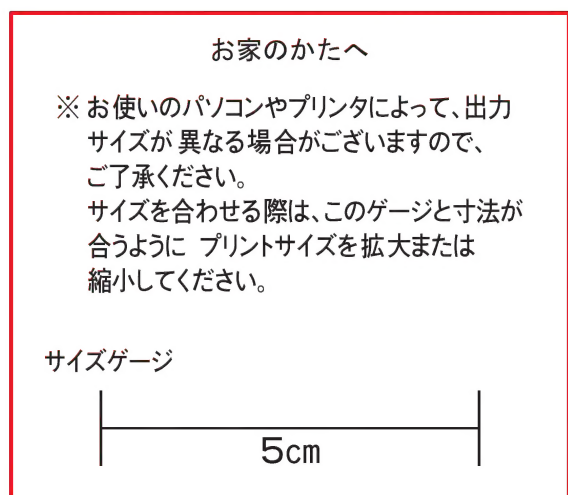 お家のかたへ
※ お使いのパソコンやプリンタによって、出力
サイズが 異なる場合がございますので、
ご了承ください。
サイズを合わせる際は、このゲージと寸法が
合うように プリントサイズを拡大または
縮小してください。
サイズゲージ
5cm